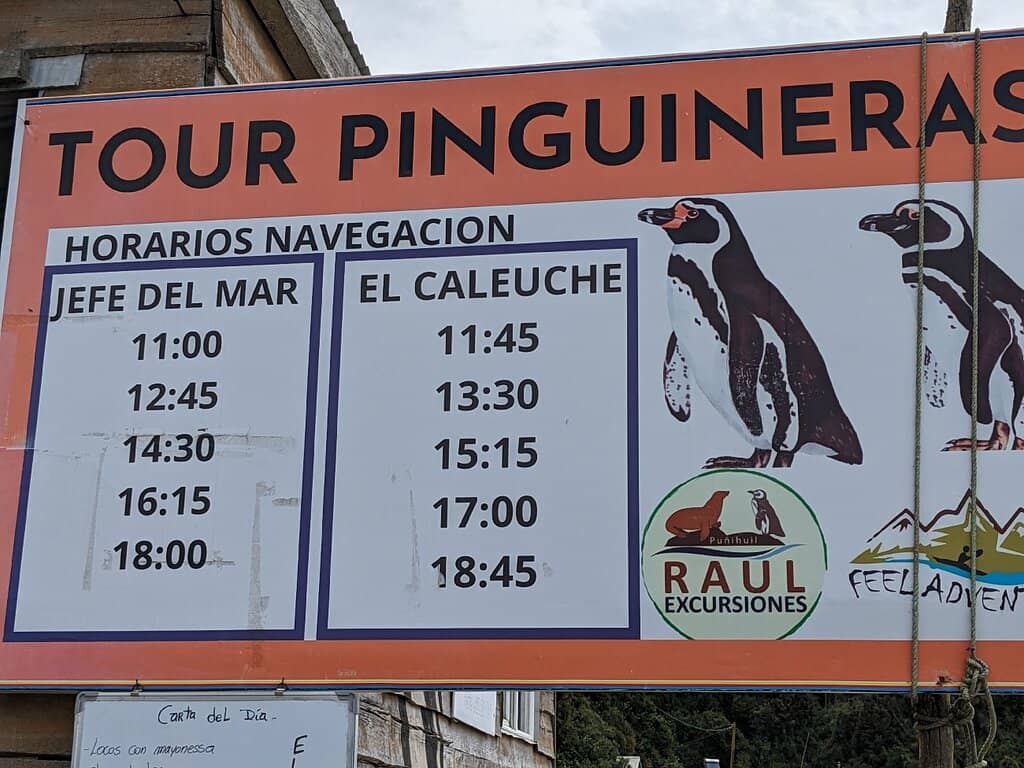 TOUR PINGUINERAS
HORARIOS NAVEGACION
JEFE DEL MAR
11:00
12:45
14:30
16:15
18:00
EL CALEUCHE
11:45
13:30
15:15
17:00
18:45
Puñihuil
RAUL
EXCURSIONES
FEEL ADVENT
Carta del Día.-
-Locos con mayonessa
E